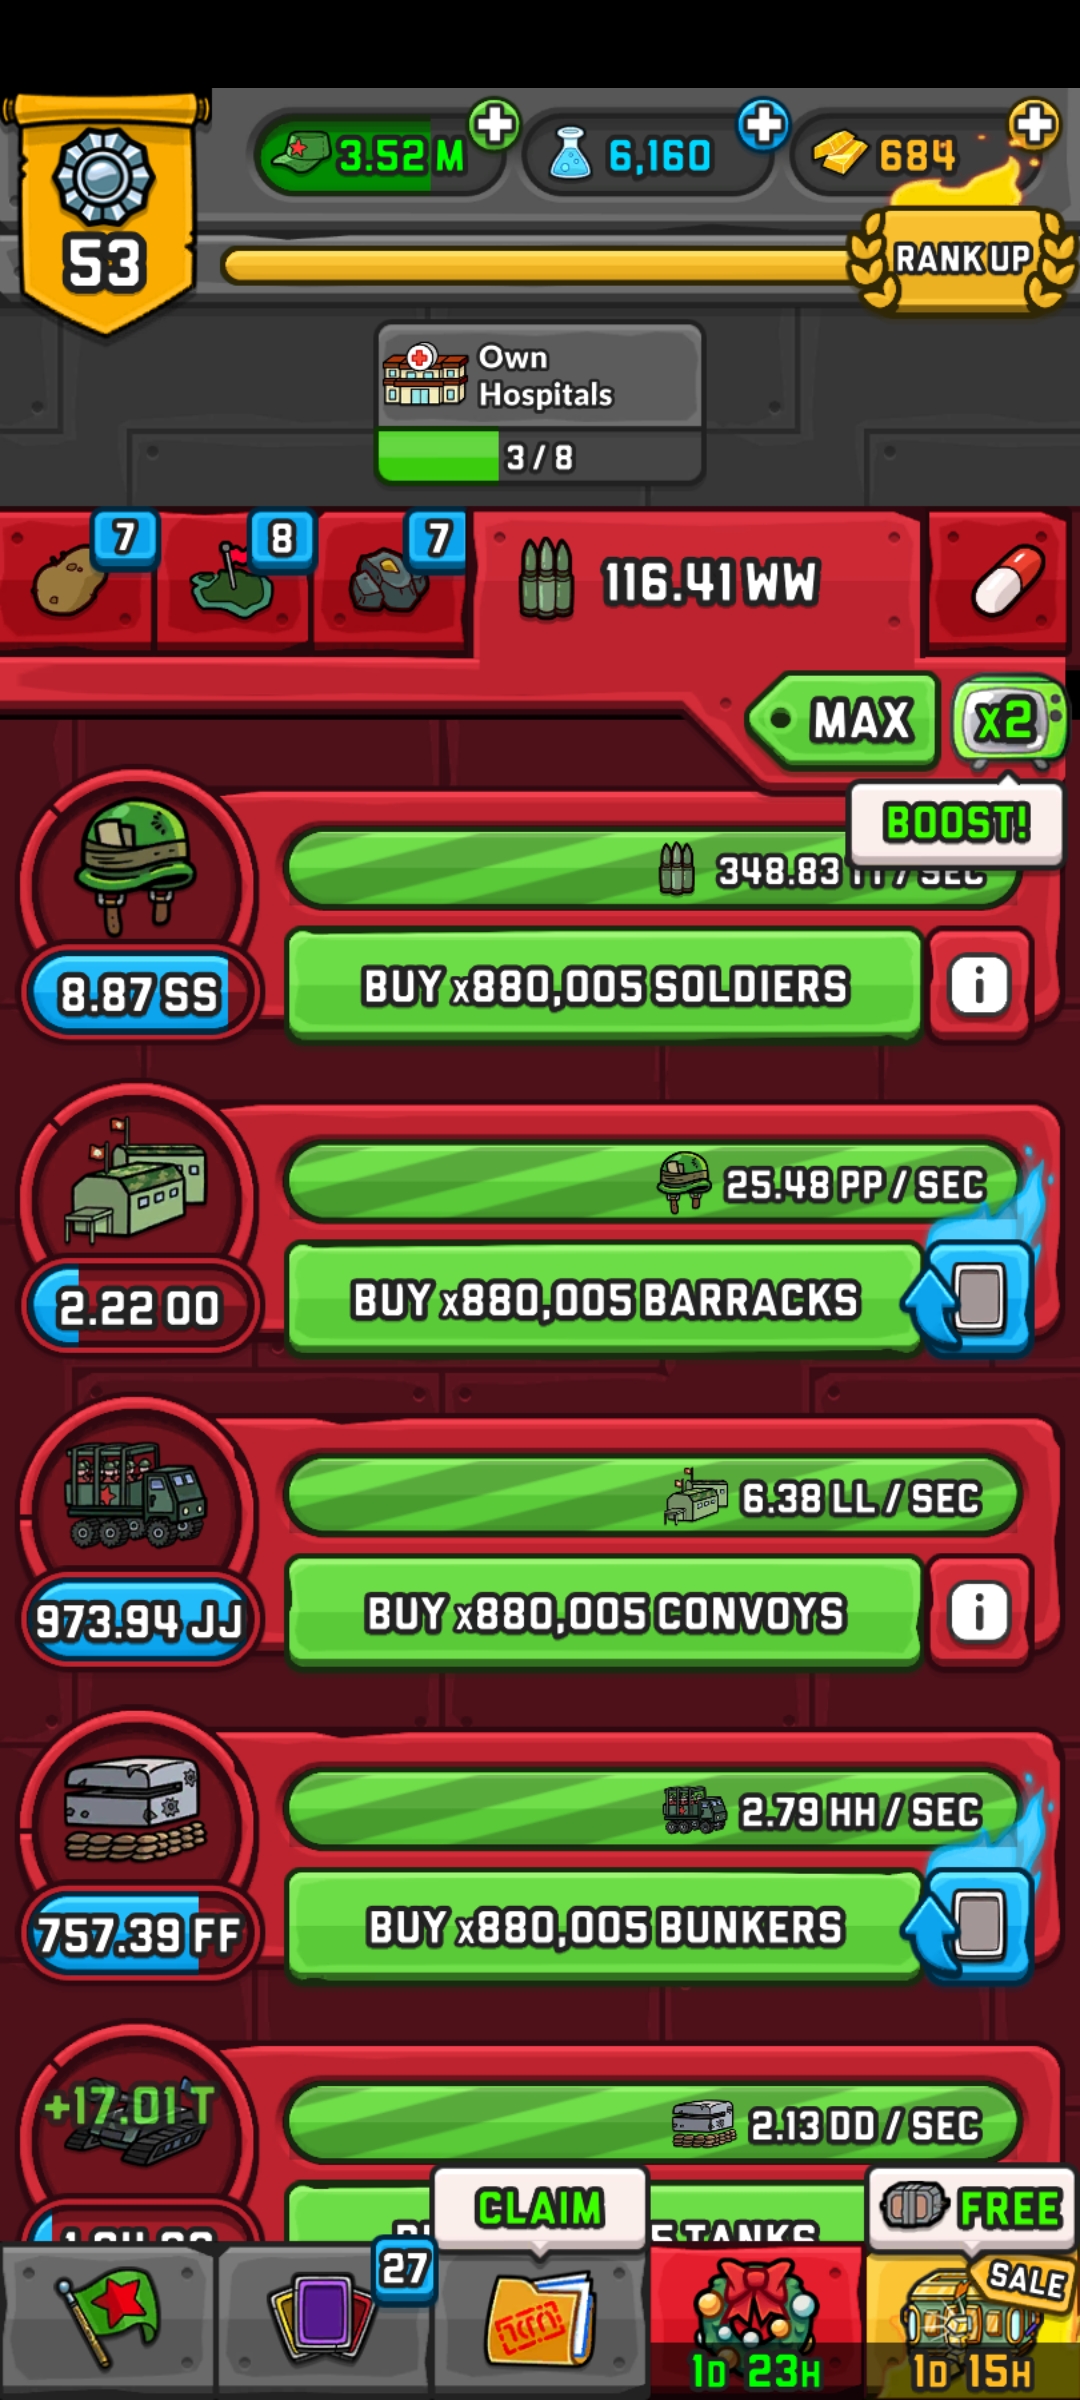 3.52 M
6,160
684
53
RANK UP
Own
Hospitals
3 / 8
7
8
7
116.41 WW
MAX
x2
BOOST!
348.83
8.87 SS
BUY x880,005 SOLDIERS
i
25.48 PP / SEC
2.22 OO
BUY x880,005 BARRACKS
6.38 LL / SEC
973.94 JJ
BUY x880,005 CONVOYS
i
2.79 HH / SEC
757.39 FF
BUY x880,005 BUNKERS
+17.01 T
2.13 DD / SEC
TANKS
CLAIM
FREE
27
SALE
1D 23H
1D 15H